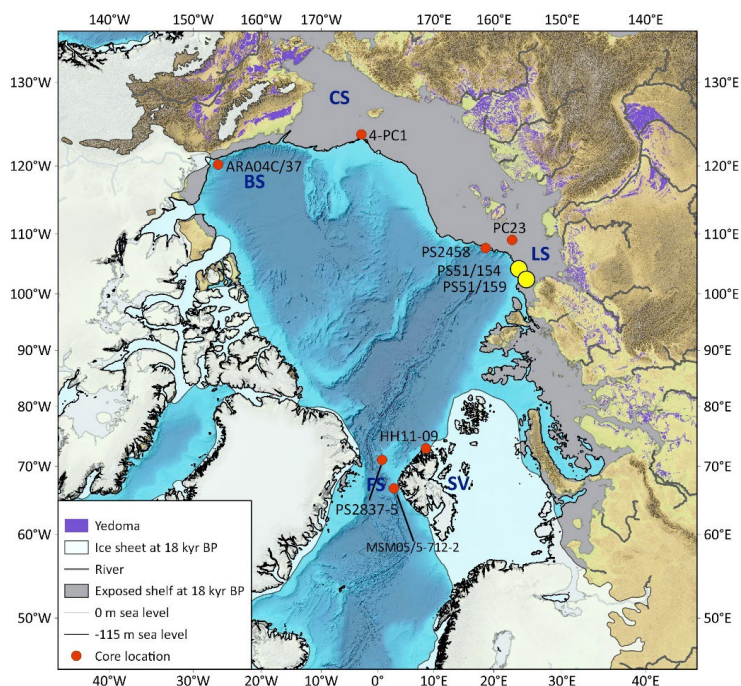 140°W 150°W 160°W 170°W 170°E 160°E 150°E 140°E
130°W 130°E
CS
4-PC1
120°W ARA04C/37 120°E
BS
PC23
110°W PS2458 LS 110°E
PS51/154
PS51/159
100°W 100°E
90°W 90°E
80°W 80°E
HH11-09
70°W 70°E
FS SV
PS2837-5
MSM05/5-712-2
60°W 60°E
50°W 50°E
Yedoma
Ice sheet at 18 kyr BP
River
Exposed shelf at 18 kyr BP
0 m sea level
-115 m sea level
Core location
40°W 30°W 20°W 10°W 0° 10°E 20°E 30°E 40°E